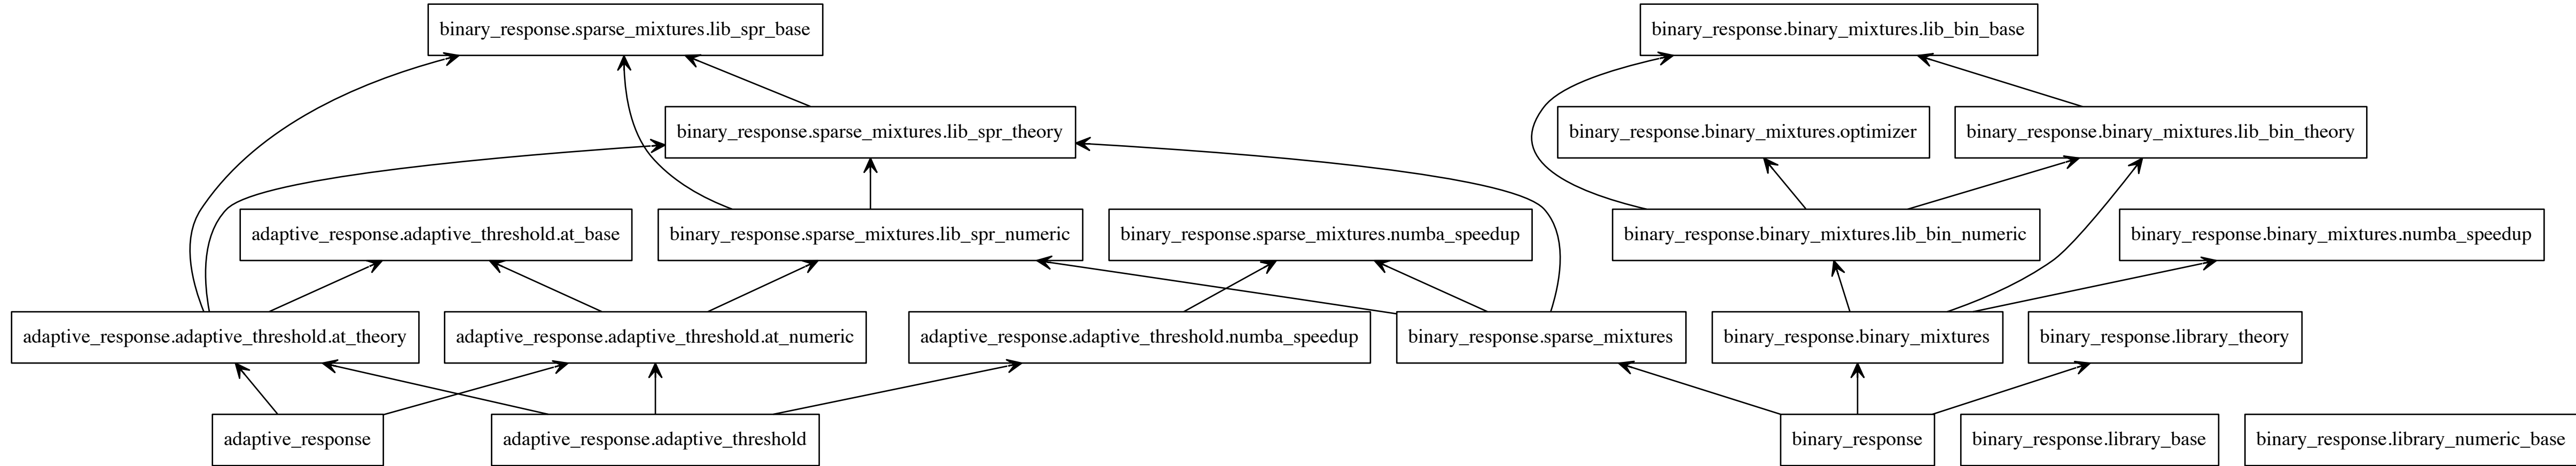 binary_response.sparse_mixtures.lib_spr_base
binary_response.binary_mixtures.lib_bin_base
binary_response.sparse_mixtures.lib_spr_theory
binary_response.binary_mixtures.optimizer
binary_response.binary_mixtures.lib_bin_theory
adaptive_response.adaptive_threshold.at_base
binary_response.sparse_mixtures.lib_spr_numeric
binary_response.sparse_mixtures.numba_speedup
binary_response.binary_mixtures.lib_bin_numeric
binary_response.binary_mixtures.numba_speedup
adaptive_response.adaptive_threshold.at_theory
adaptive_response.adaptive_threshold.at_numeric
adaptive_response.adaptive_threshold.numba_speedup
binary_response.sparse_mixtures
binary_response.binary_mixtures
binary_response.library_theory
adaptive_response
adaptive_response.adaptive_threshold
binary_response
binary_response.library_base
binary_response.library_numeric_base